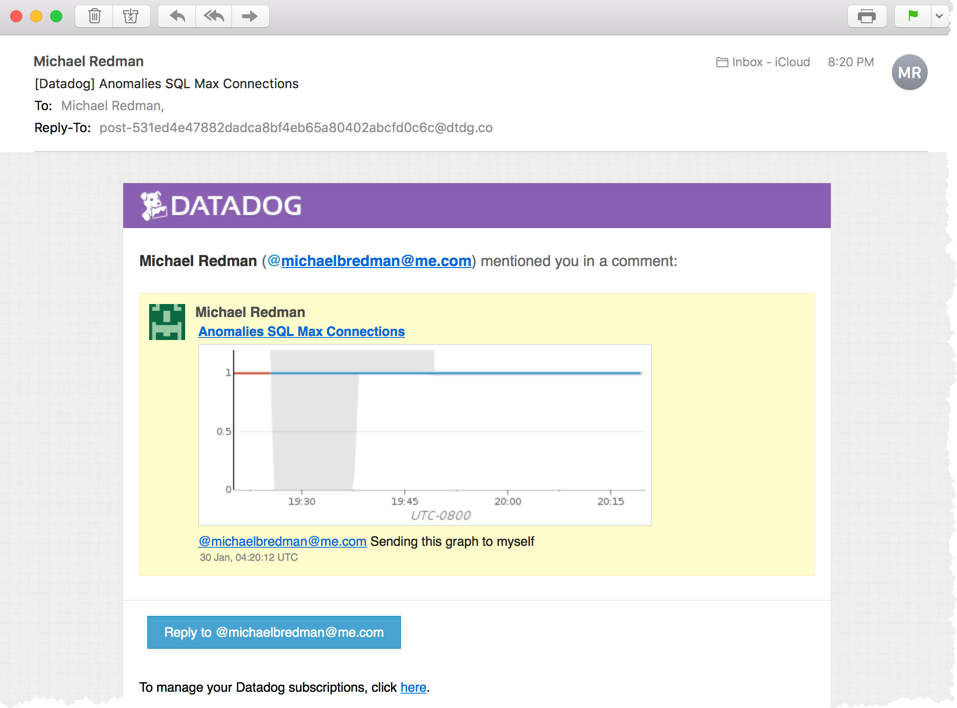 Michael Redman
Inbox - iCloud
8:20 PM
MR
[Datadog] Anomalies SQL Max Connections
To: Michael Redman,
Reply-To: post-531ed4e47882dadca8bf4eb65a80402abcfd0c6c@dtdg.co
DATADOG
Michael Redman (@michaelbredman@me.com) mentioned you in a comment:
Michael Redman
Anomalies SQL Max Connections
1
0.5
0
19:30 19:45 20:00 20:15
UTC-0800
@michaelbredman@me.com Sending this graph to myself
30 Jan, 04:20:12 UTC
Reply to @michaelbredman@me.com
To manage your Datadog subscriptions, click here.